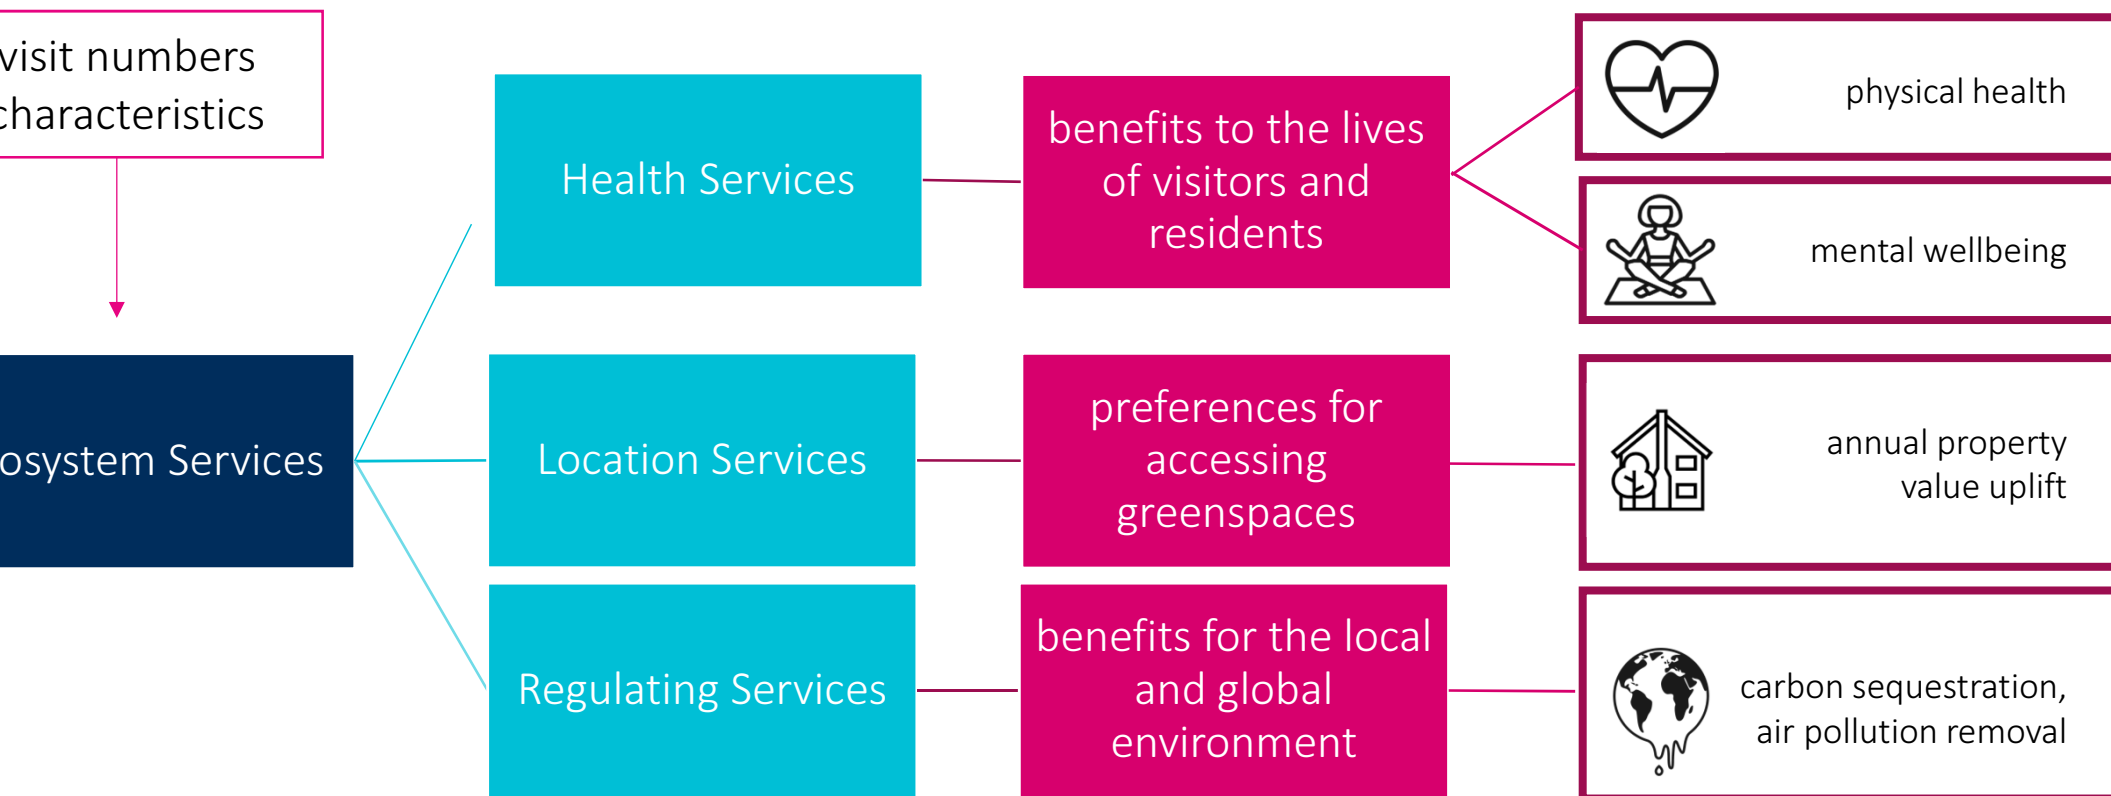 visit numbers
characteristics
Health Services
benefits to the lives
of visitors and
residents
physical health
mental wellbeing
osystem Services
Location Services
preferences for
accessing
greenspaces
annual property
value uplift
Regulating Services
benefits for the local
and global
environment
carbon sequestration,
air pollution removal